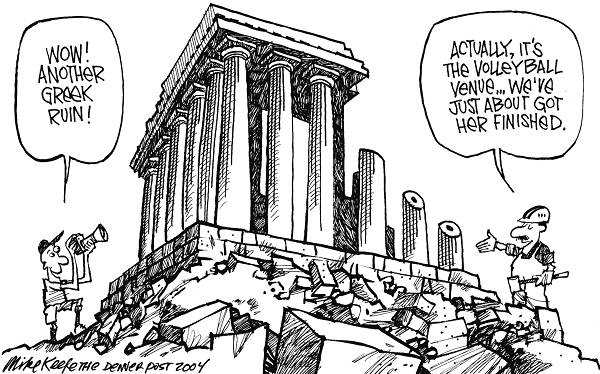 WOW!
ANOTHER
GREEK
RUIN!
ACTUALLY, IT'S
THE VOLLEYBALL
VENUE... WE'VE
JUST ABOUT GOT
HER FINISHED.
Mike Keefe THE DENVER POST 2004